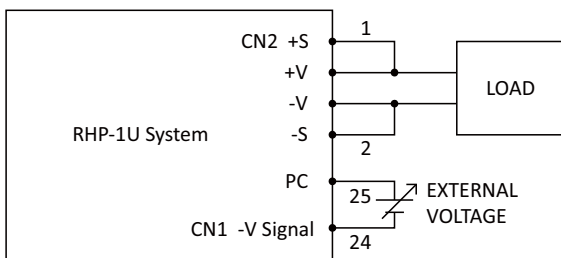 CN2 +S
1
+V
-V
LOAD
RHP-1U System
-S
2
PC
25
EXTERNAL
VOLTAGE
CN1 -V Signal
24